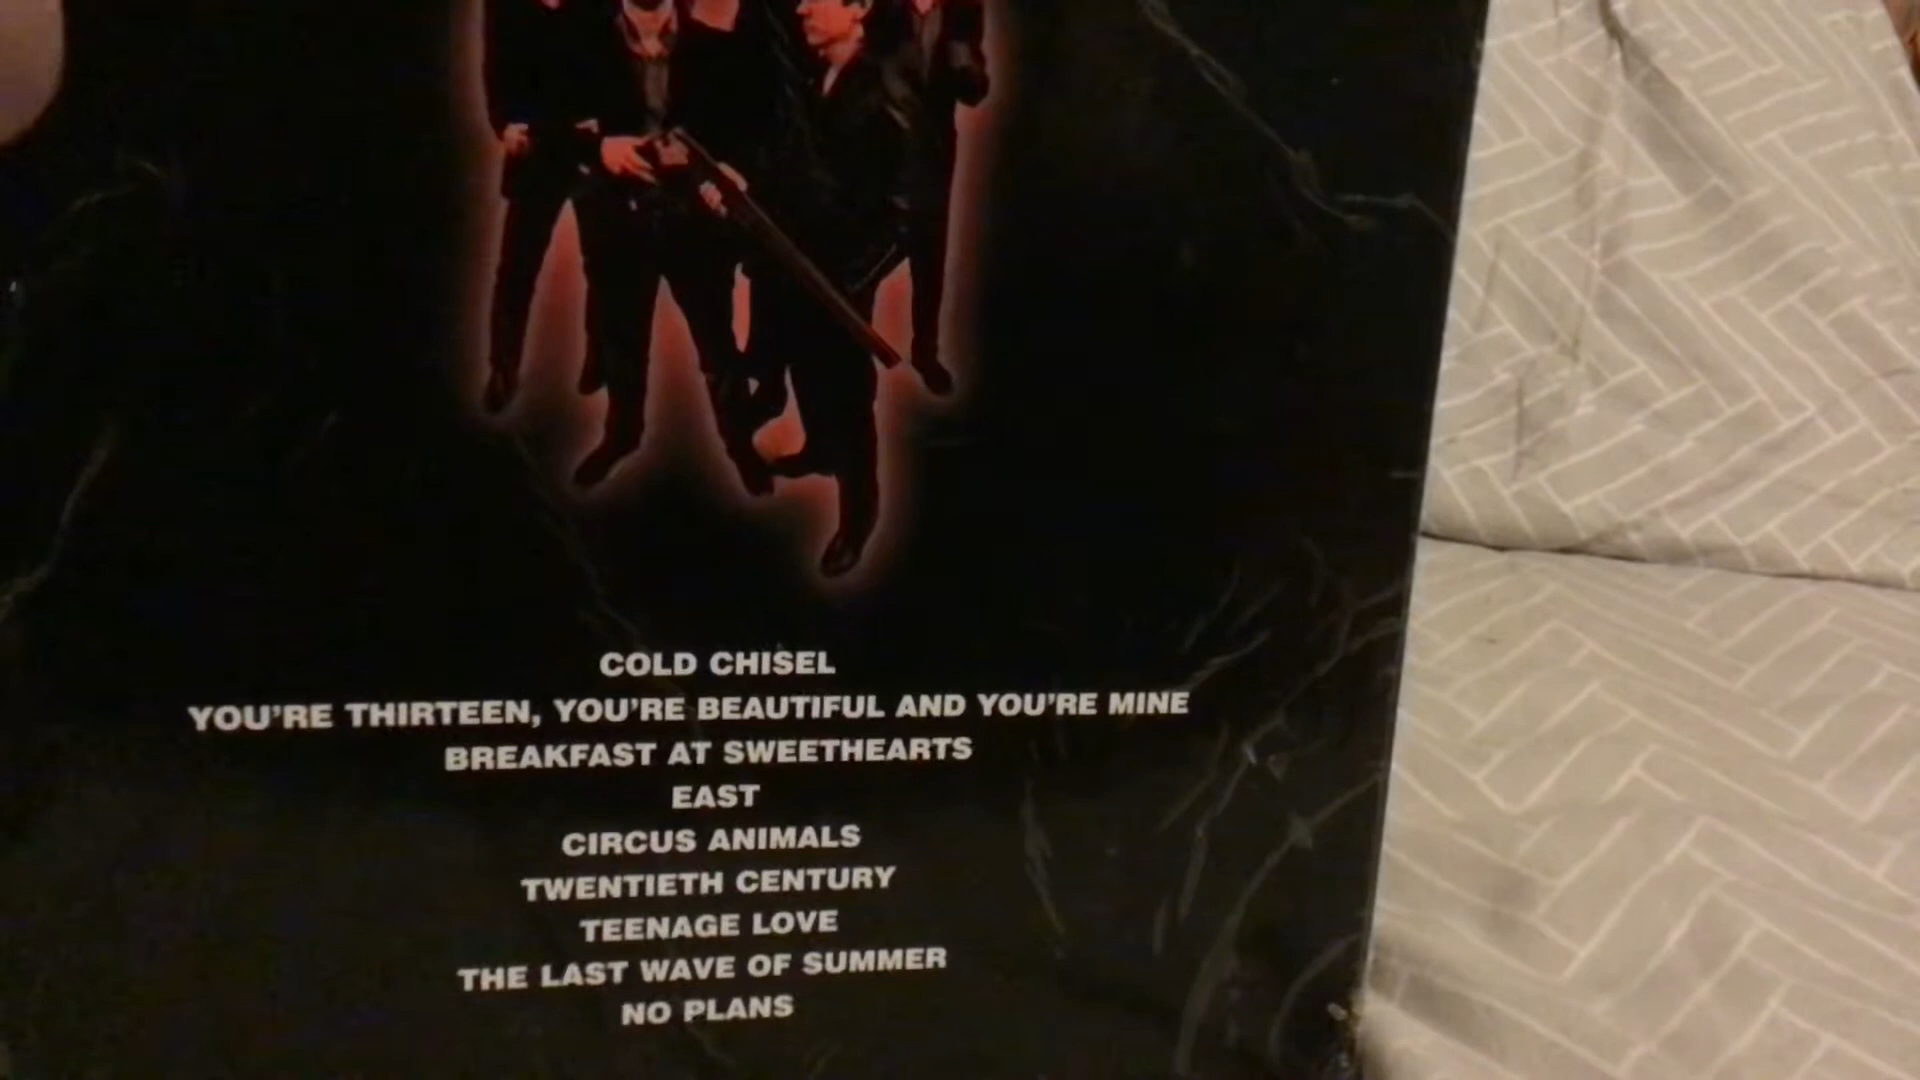 COLD CHISEL
YOU'RE THIRTEEN, YOU'RE BEAUTIFUL AND YOU'RE MINE
BREAKFAST AT SWEETHEARTS
EAST
CIRCUS ANIMALS
TWENTIETH CENTURY
TEENAGE LOVE
THE LAST WAVE OF SUMMER
NO PLANS